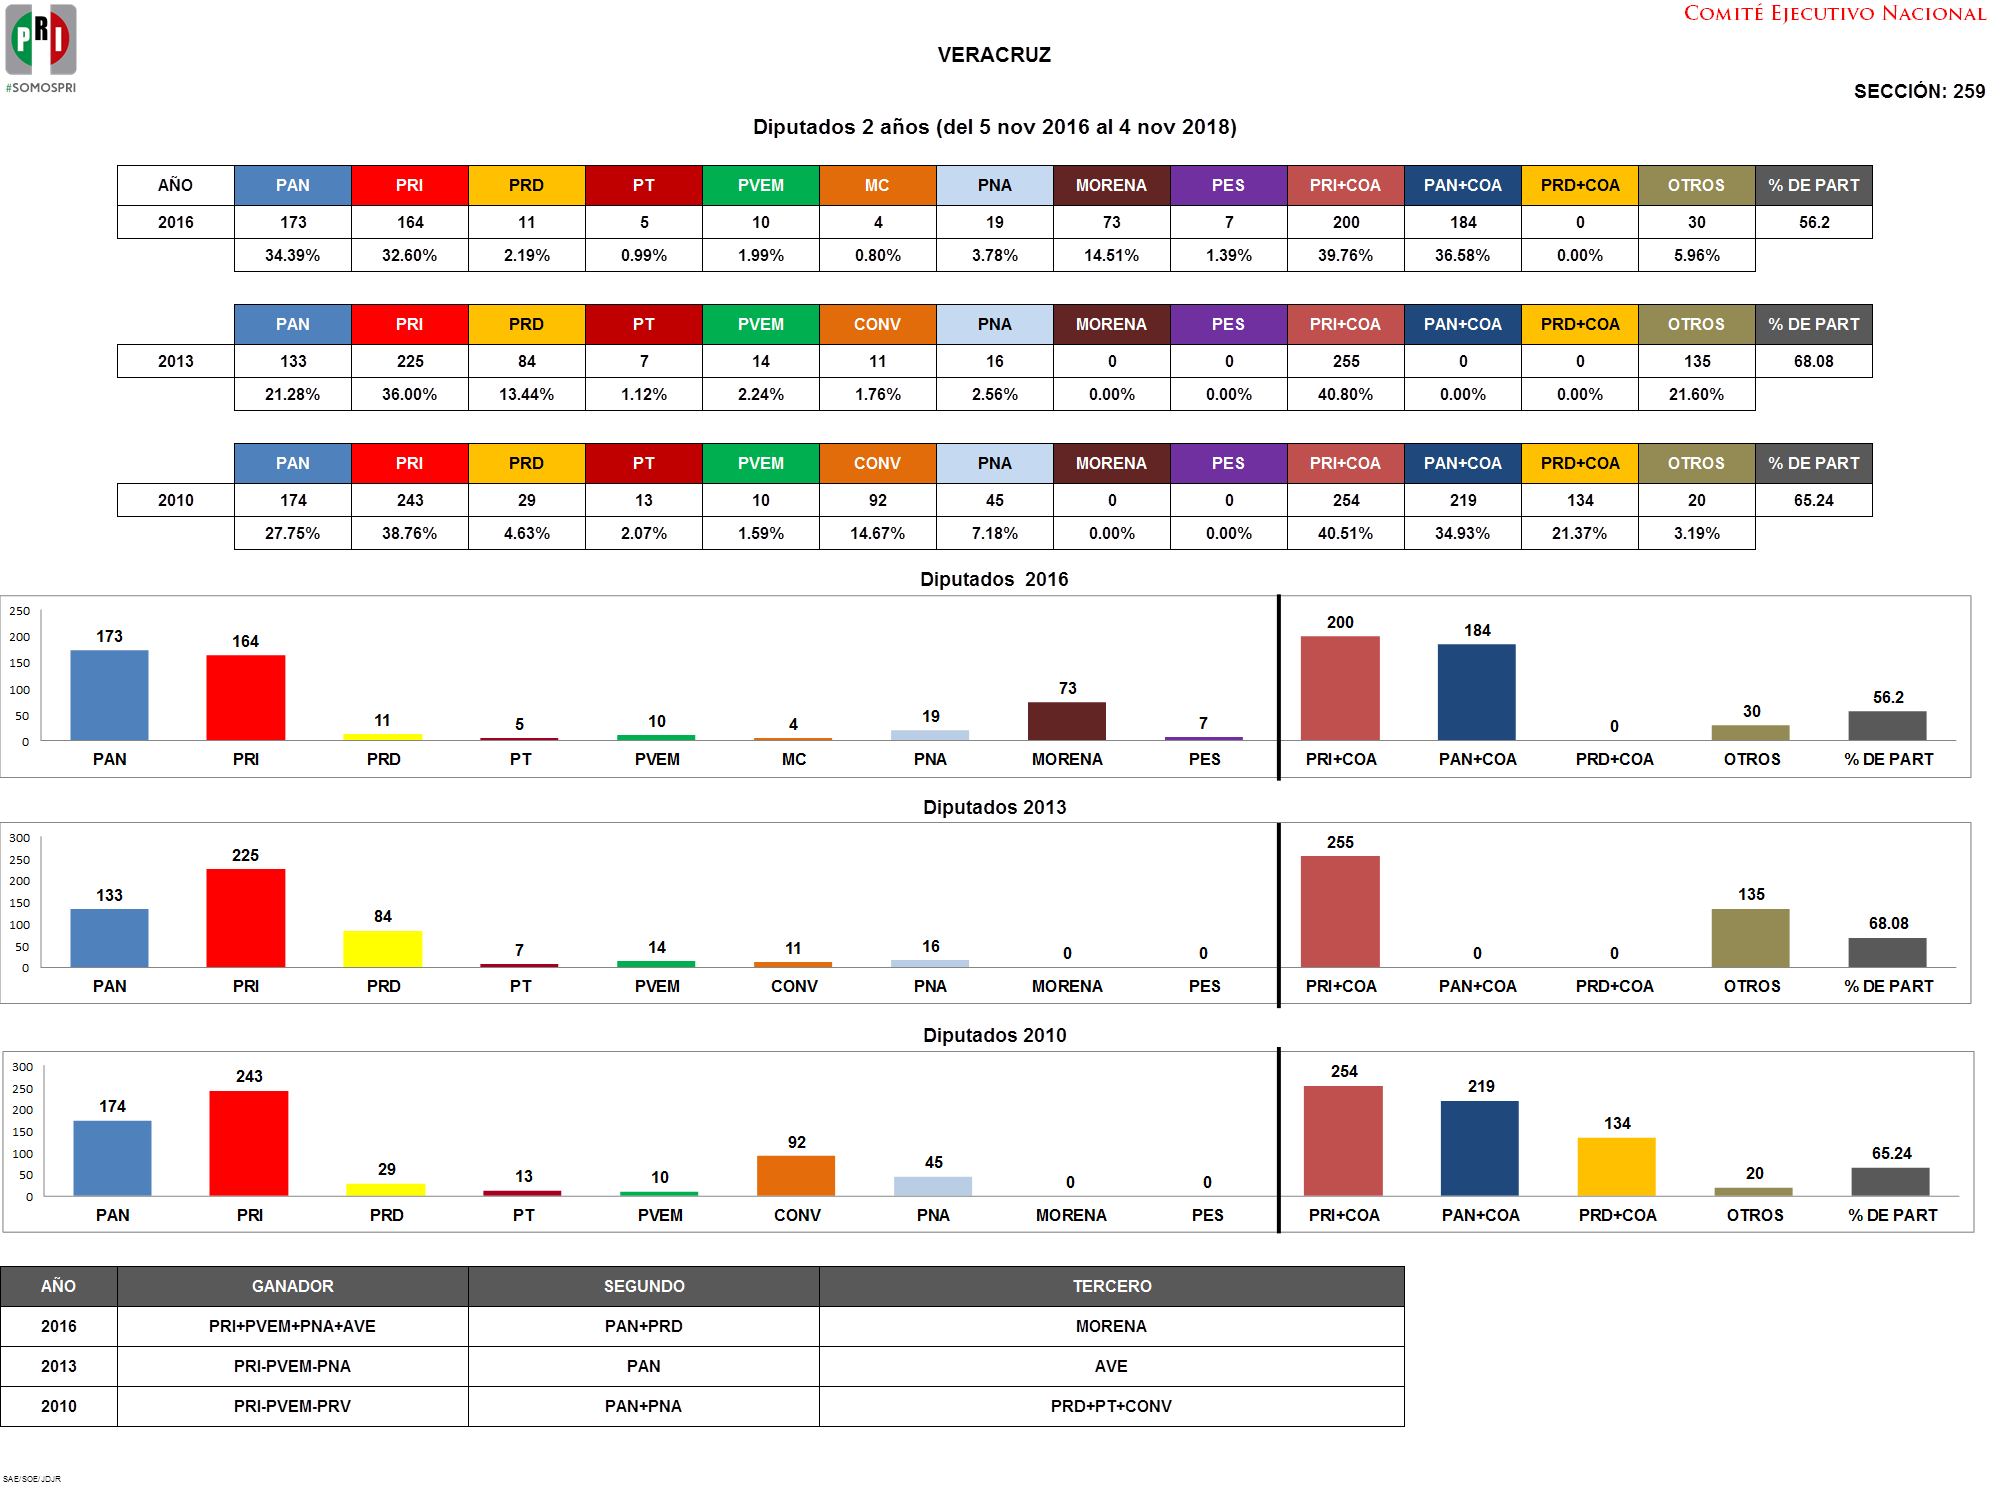 PRI
#SOMOSPRI
COMITÉ EJECUTIVO NACIONAL
VERACRUZ
SECCIÓN: 259
Diputados 2 años (del 5 nov 2016 al 4 nov 2018)
AÑO PAN PRI PRD PT PVEM MC PNA MORENA PES PRI+COA PAN+COA PRD+COA OTROS % DE PART
2016 173 164 11 5 10 4 19 73 7 200 184 0 30 56.2
34.39% 32.60% 2.19% 0.99% 1.99% 0.80% 3.78% 14.51% 1.39% 39.76% 36.58% 0.00% 5.96%
PAN PRI PRD PT PVEM CONV PNA MORENA PES PRI+COA PAN+COA PRD+COA OTROS % DE PART
2013 133 225 84 7 14 11 16 0 0 255 0 0 135 68.08
21.28% 36.00% 13.44% 1.12% 2.24% 1.76% 2.56% 0.00% 0.00% 40.80% 0.00% 0.00% 21.60%
PAN PRI PRD PT PVEM CONV PNA MORENA PES PRI+COA PAN+COA PRD+COA OTROS % DE PART
2010 174 243 29 13 10 92 45 0 0 254 219 134 20 65.24
27.75% 38.76% 4.63% 2.07% 1.59% 14.67% 7.18% 0.00% 0.00% 40.51% 34.93% 21.37% 3.19%
Diputados 2016
250
200
150
100
50
0
173 164 11 5 10 4 19 73 7 200 184 0 30 56.2
PAN PRI PRD PT PVEM MC PNA MORENA PES PRI+COA PAN+COA PRD+COA OTROS % DE PART
Diputados 2013
300
250
200
150
100
50
0
133 225 84 7 14 11 16 0 0 255 0 0 135 68.08
PAN PRI PRD PT PVEM CONV PNA MORENA PES PRI+COA PAN+COA PRD+COA OTROS % DE PART
Diputados 2010
300
250
200
150
100
50
0
174 243 29 13 10 92 45 0 0 254 219 134 20 65.24
PAN PRI PRD PT PVEM CONV PNA MORENA PES PRI+COA PAN+COA PRD+COA OTROS % DE PART
AÑO GANADOR SEGUNDO TERCERO
2016 PRI+PVEM+PNA+AVE PAN+PRD MORENA
2013 PRI-PVEM-PNA PAN AVE
2010 PRI-PVEM-PRV PAN+PNA PRD+PT+CONV
SAE/SOE/JDJR